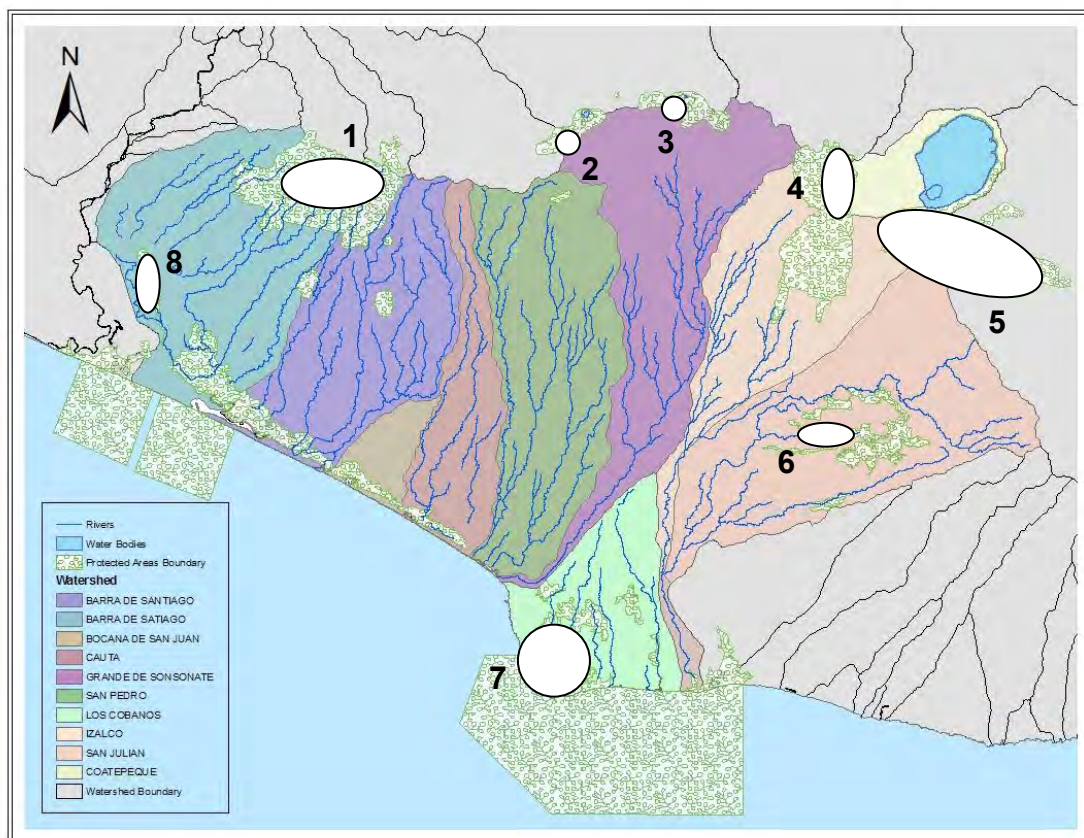 N
1
2
3
4
5
6
7
8
Rivers
Water Bodies
Protected Areas Boundary
Watershed
BARRA DE SANTIAGO
BARRA DE SATIAGO
BOCANA DE SAN JUAN
CAUTA
GRANDE DE SONSONATE
SAN PEDRO
LOS COBANOS
IZALCO
SAN JULIAN
COATEPEQUE
Watershed Boundary